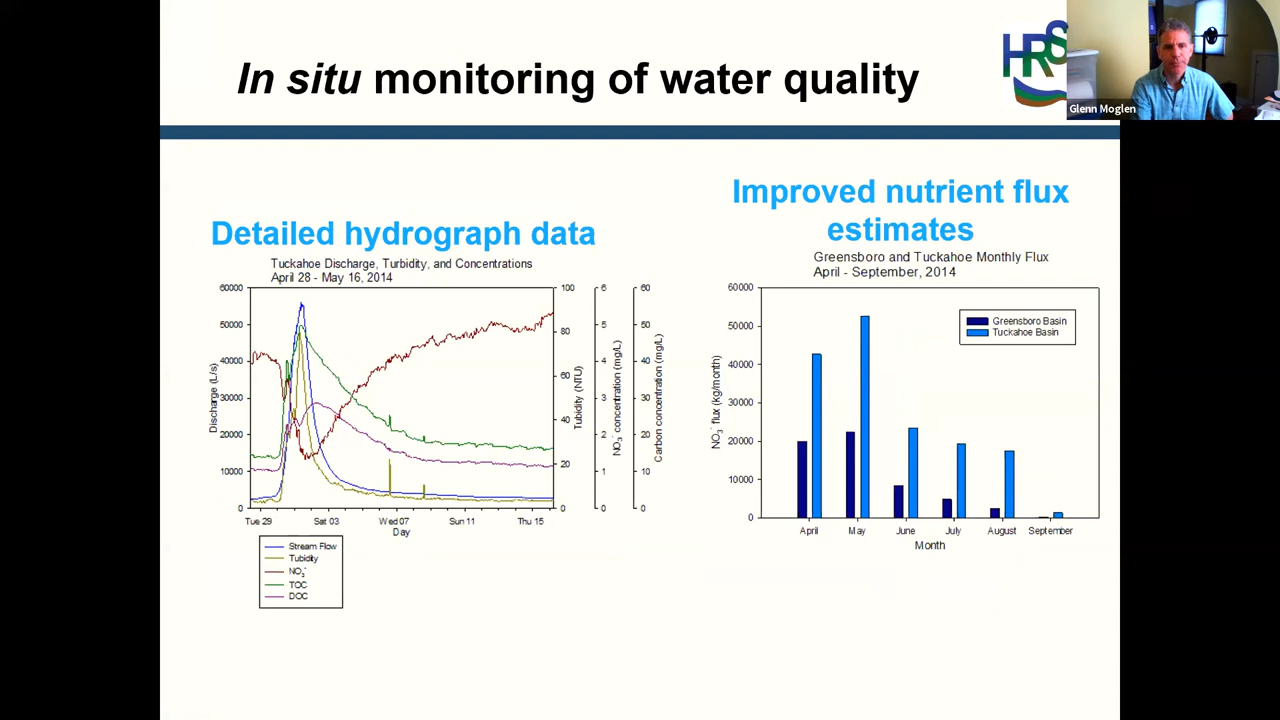 In situ monitoring of water quality
HRS
Glenn Moglen
Detailed hydrograph data
Tuckahoe Discharge, Turbidity, and Concentrations
April 28 - May 16, 2014
60000
50000
40000
30000
20000
10000
0
Discharge (L/s)
100
80
60
40
20
0
Tubidity (NTU)
6
5
4
3
2
1
0
NO3- concentration (mg/L)
60
50
40
30
20
10
0
Carbon concentration (mg/L)
Tue 29 Sat 03 Wed 07 Sun 11 Thu 15
Day
Stream Flow
Tubidity
NO3-
TOC
DOC
Improved nutrient flux
estimates
Greensboro and Tuckahoe Monthly Flux
April - September, 2014
60000
50000
40000
30000
20000
10000
0
NO3- flux (kg/month)
Greensboro Basin
Tuckahoe Basin
April May June July August September
Month